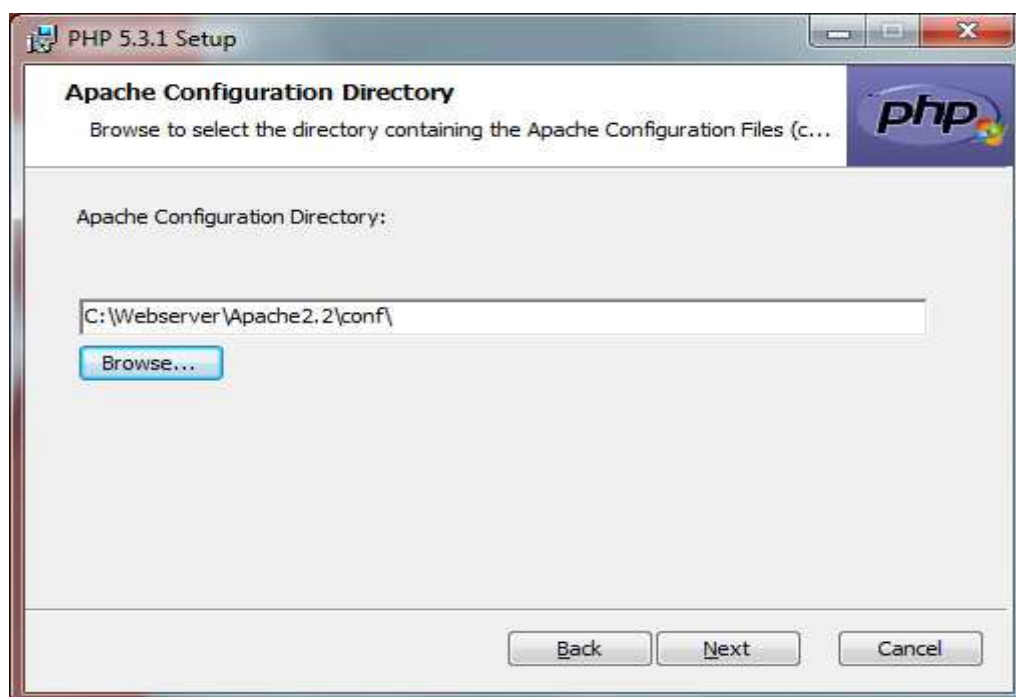 PHP 5.3.1 Setup
Apache Configuration Directory
Browse to select the directory containing the Apache Configuration Files (c...
php
Apache Configuration Directory:
C:\Webserver\Apache2.2\conf\
Browse...
Back
Next
Cancel